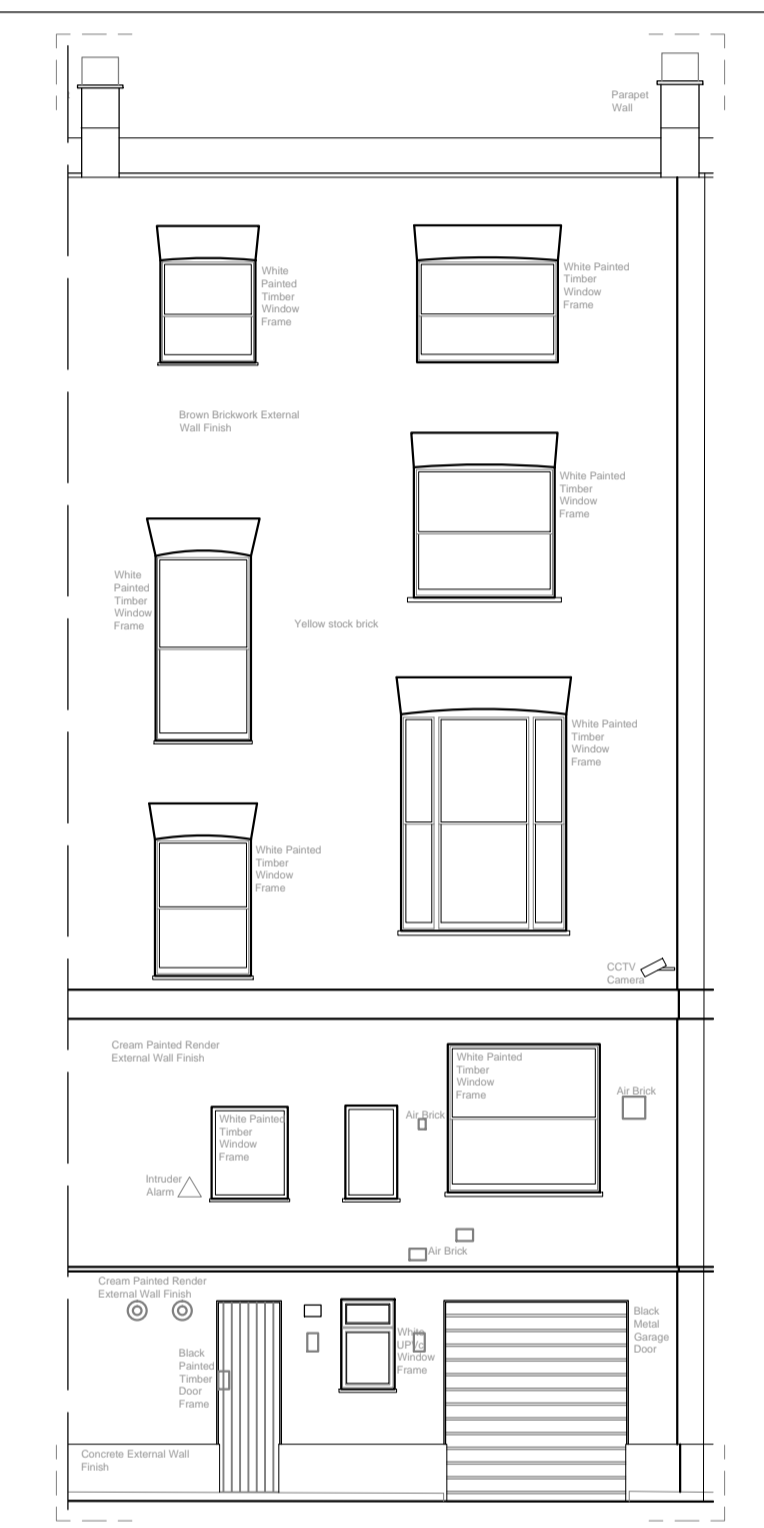 Parapet
Wall
White
Painted
Timber
Window
Frame
White Painted
Timber
Window
Frame
Brown Brickwork External
Wall Finish
White Painted
Timber
Window
Frame
White
Painted
Timber
Window
Frame
Yellow stock brick
White Painted
Timber
Window
Frame
White Painted
Timber
Window
Frame
CCTV
Camera
Cream Painted Render
External Wall Finish
White Painted
Timber
Window
Frame
Air Brick
Air Brick
White Painted
Timber
Window
Frame
Intruder
Alarm
Air Brick
Cream Painted Render
External Wall Finish
Black
Metal
Garage
Door
White
UPVc
Window
Frame
Black
Painted
Timber
Door
Frame
Concrete External Wall
Finish